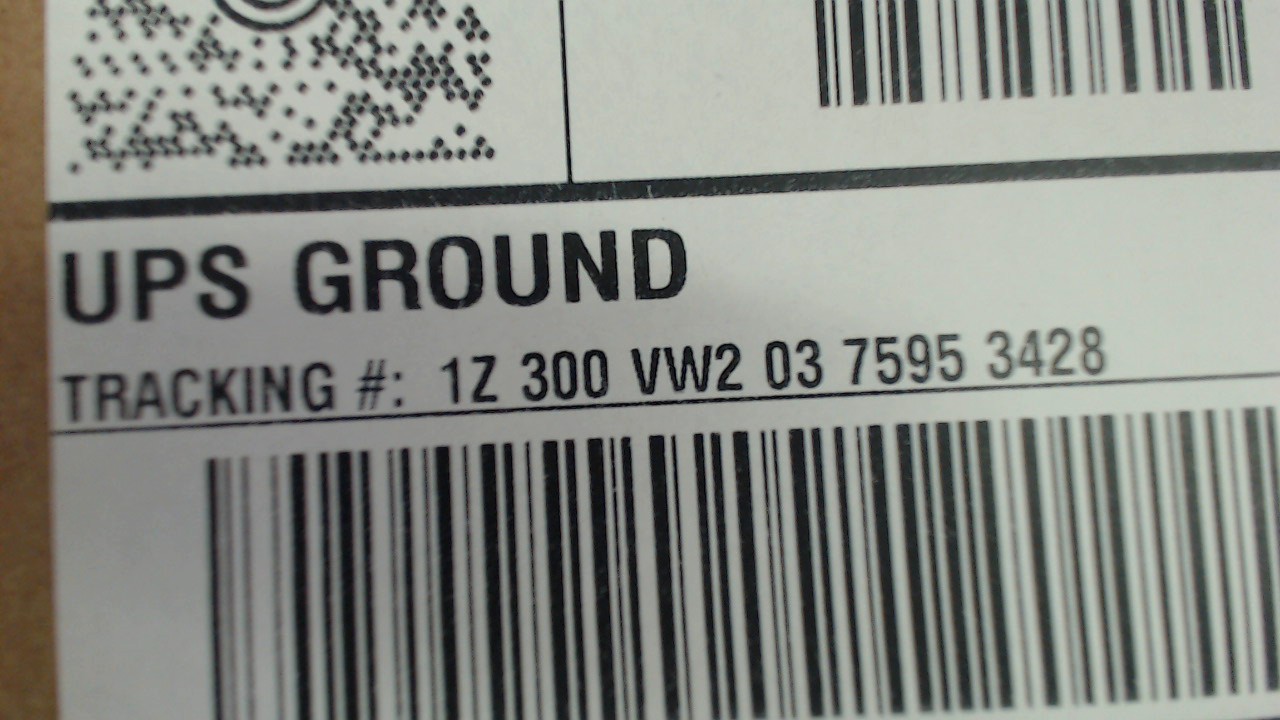 UPS GROUND
TRACKING #: 1Z 300 VW2 03 7595 3428